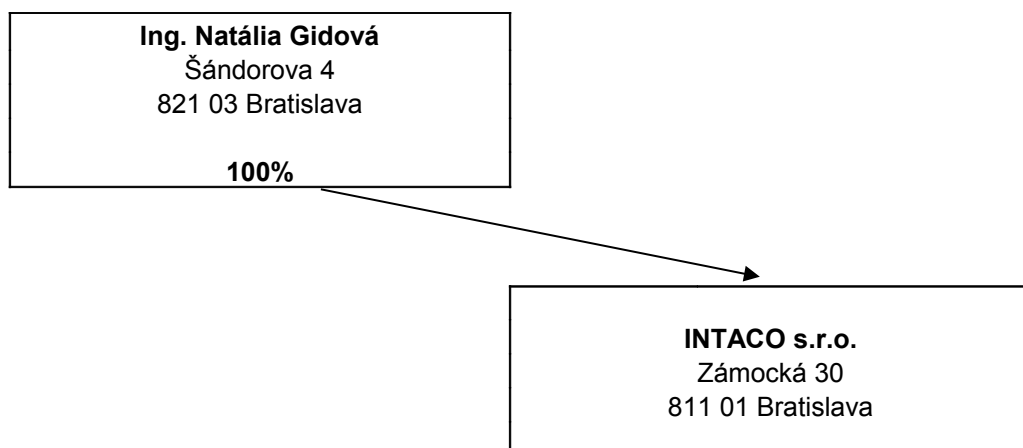 Ing. Natália Gidová
Šándorova 4
821 03 Bratislava
100%
INTACO s.r.o.
Zámocká 30
811 01 Bratislava